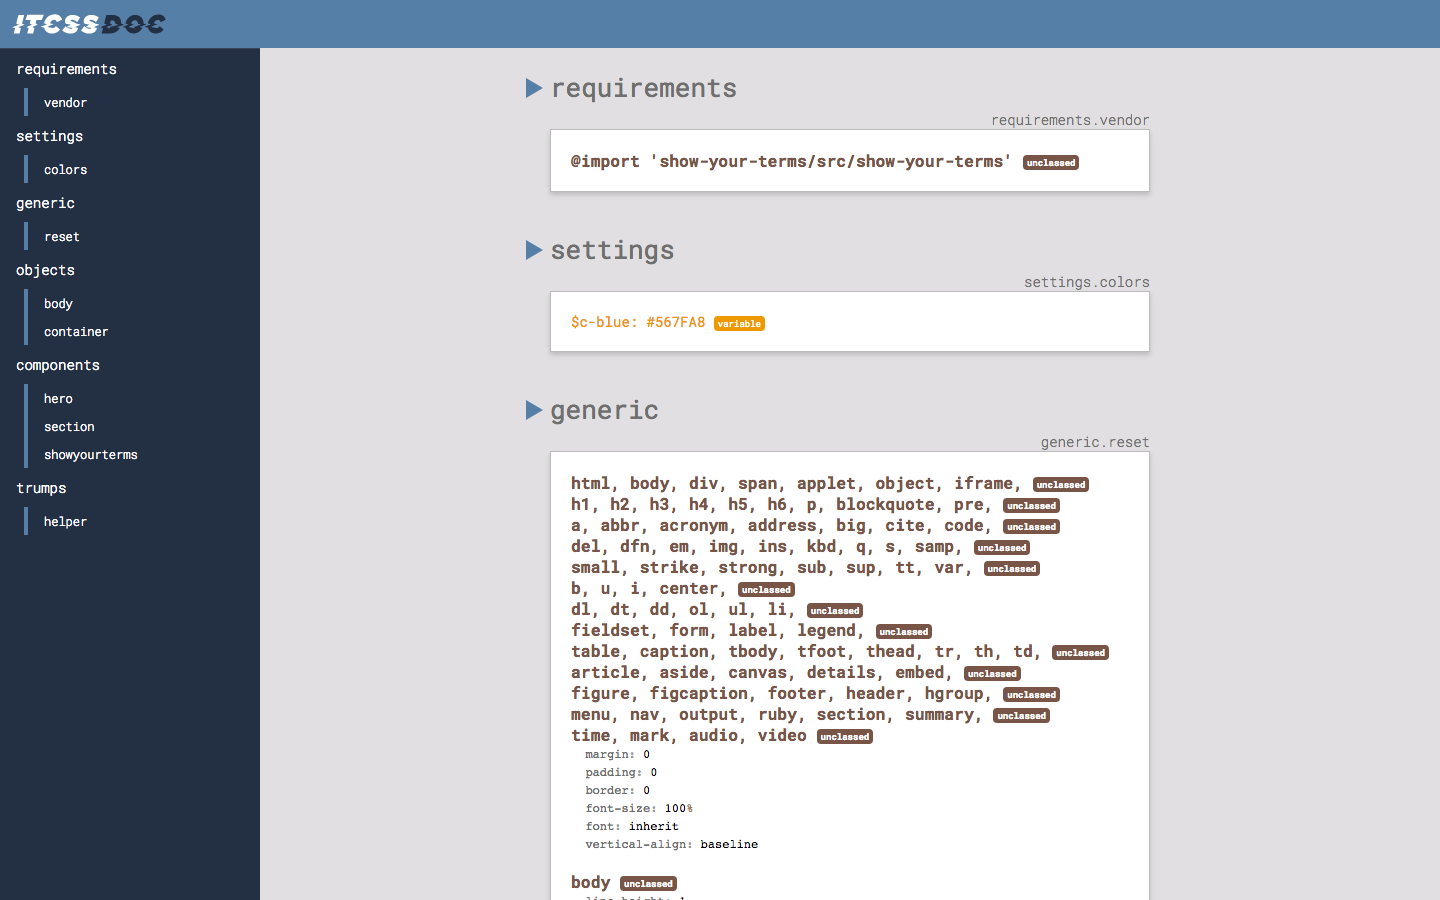 ITCSSDOC
requirements
vendor
settings
colors
generic
reset
objects
body
container
components
hero
section
showyourterms
trumps
helper
requirements
requirements.vendor
@import 'show-your-terms/src/show-your-terms' unclassed
settings
settings.colors
$c-blue: #567FA8 variable
generic
generic.reset
html, body, div, span, applet, object, iframe, unclassed
h1, h2, h3, h4, h5, h6, p, blockquote, pre, unclassed
a, abbr, acronym, address, big, cite, code, unclassed
del, dfn, em, img, ins, kbd, q, s, samp, unclassed
small, strike, strong, sub, sup, tt, var, unclassed
b, u, i, center, unclassed
dl, dt, dd, ol, ul, li, unclassed
fieldset, form, label, legend, unclassed
table, caption, tbody, tfoot, thead, tr, th, td, unclassed
article, aside, canvas, details, embed, unclassed
figure, figcaption, footer, header, hgroup, unclassed
menu, nav, output, ruby, section, summary, unclassed
time, mark, audio, video unclassed
margin: 0
padding: 0
border: 0
font-size: 100%
font: inherit
vertical-align: baseline
body unclassed